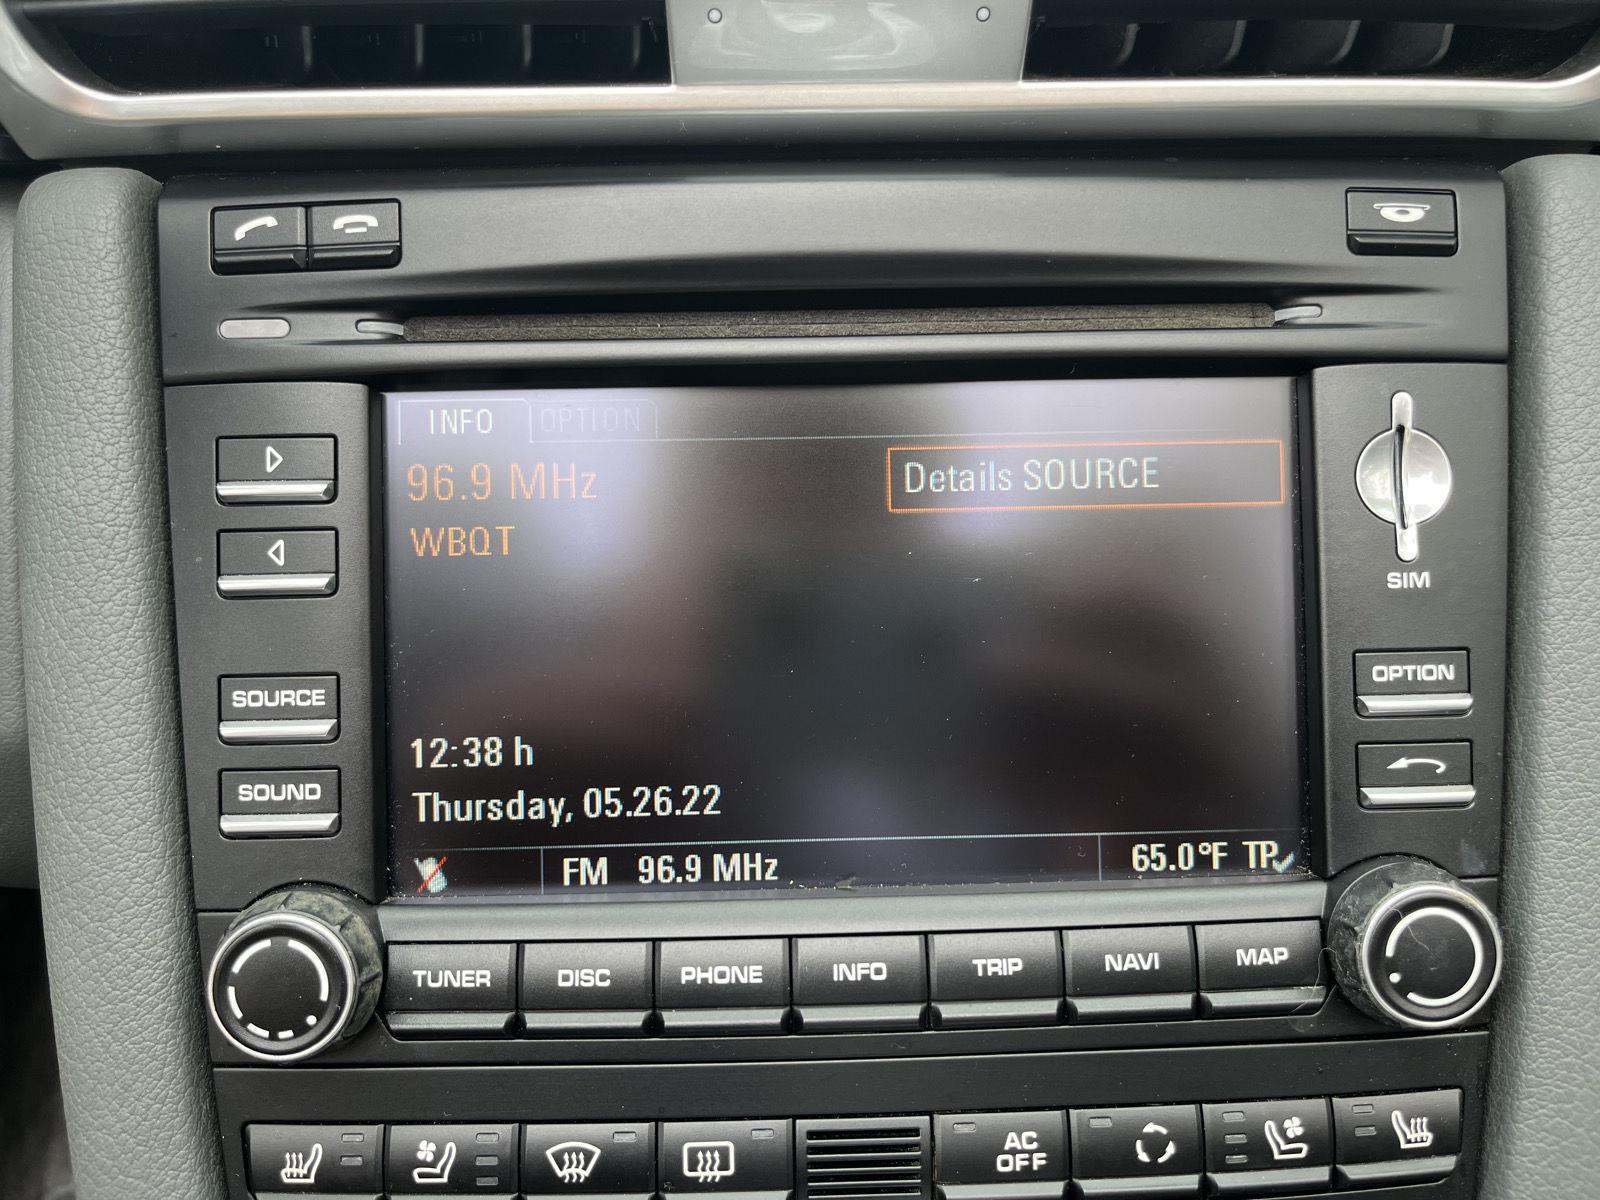 INFO OPTION
96.9 MHz
Details SOURCE
WBQT
SIM
SOURCE
OPTION
SOUND
12:38 h
Thursday, 05.26.22
FM 96.9 MHz
65.0°F TP
TUNER DISC PHONE INFO TRIP NAVI MAP
AC
OFF